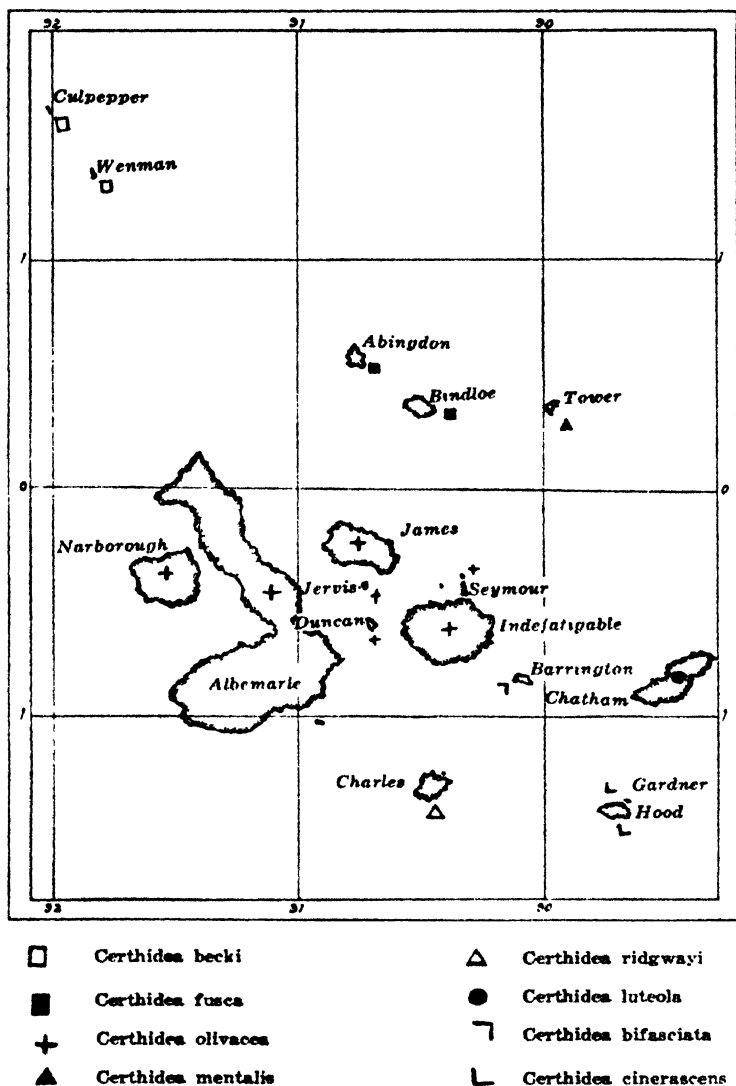 92 91 90
Culpepper
Wenman
1 1
Abingdon
Bindloe Tower
0 0
James
Narborough
Jervis Seymour
Duncan Indefatigable
Barrington
Albemarle
Chatham
1 1
Charles Gardner
Hood
92 91 90
Certhidea becki
Certhidea fusca
Certhidea olivacea
Certhidea mentalis
Certhidea ridgwayi
Certhidea luteola
Certhidea bifasciata
Certhidea cinerascens